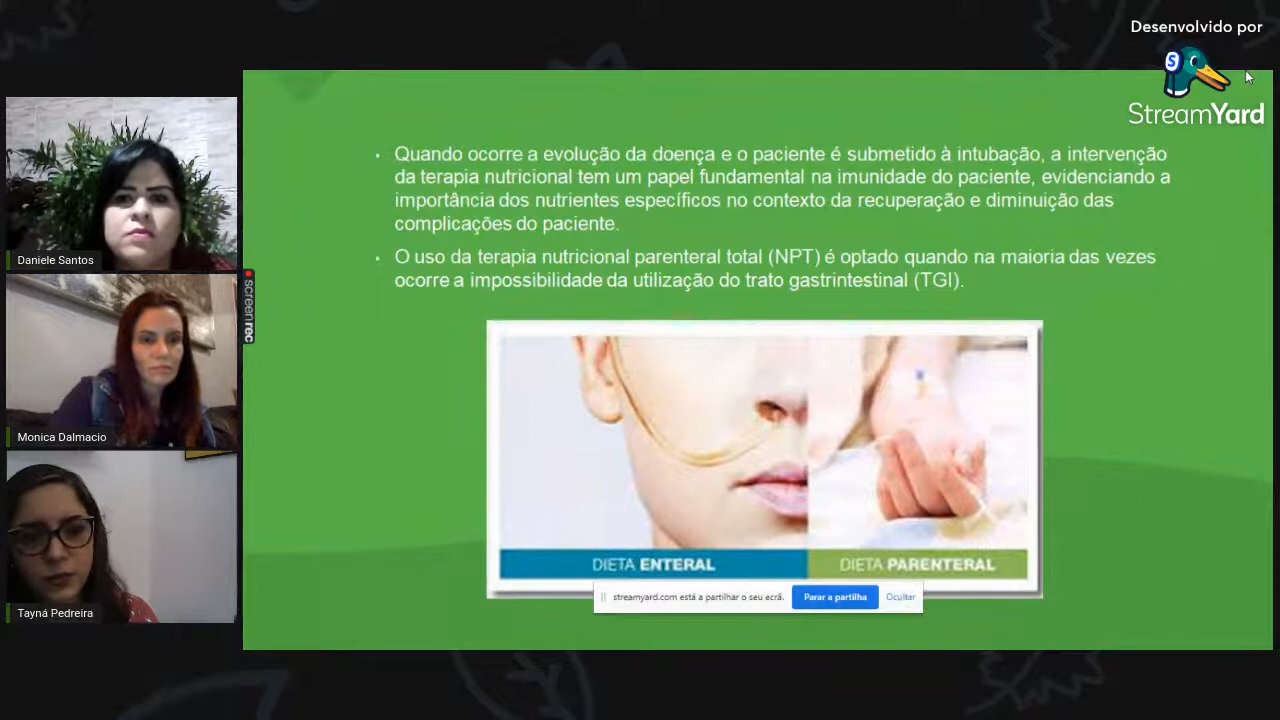 Desenvolvido por
S
StreamYard
Daniele Santos
Monica Dalmacio
Tayná Pedreira
screenrec
• Quando ocorre a evolução da doença e o paciente é submetido à intubação, a intervenção
da terapia nutricional tem um papel fundamental na imunidade do paciente, evidenciando a
importância dos nutrientes específicos no contexto da recuperação e diminuição das
complicações do paciente.
• O uso da terapia nutricional parenteral total (NPT) é optado quando na maioria das vezes
ocorre a impossibilidade da utilização do trato gastrintestinal (TGI).
DIETA ENTERAL
DIETA PARENTERAL
streamyard.com está a partilhar o seu ecrã. Parar a partilha Ocultar